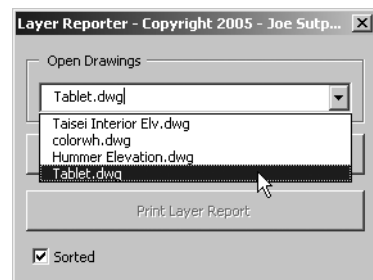 Layer Reporter - Copyright 2005 - Joe Sutp...
Open Drawings
Tablet.dwg
Taisei Interior Elv.dwg
colorwh.dwg
Hummer Elevation.dwg
Tablet.dwg
Print Layer Report
Sorted